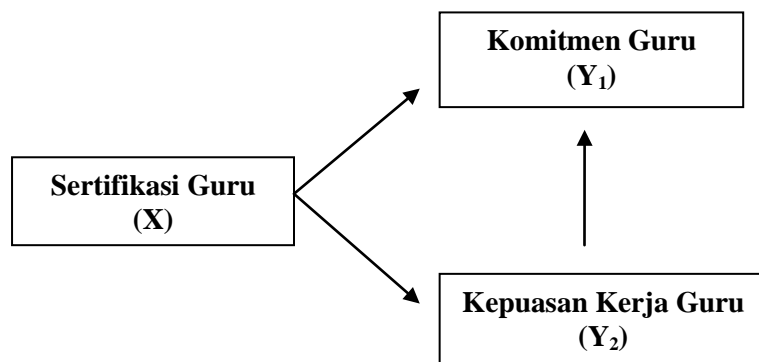 Komitmen Guru
(Y₁)
Sertifikasi Guru
(X)
Kepuasan Kerja Guru
(Y₂)